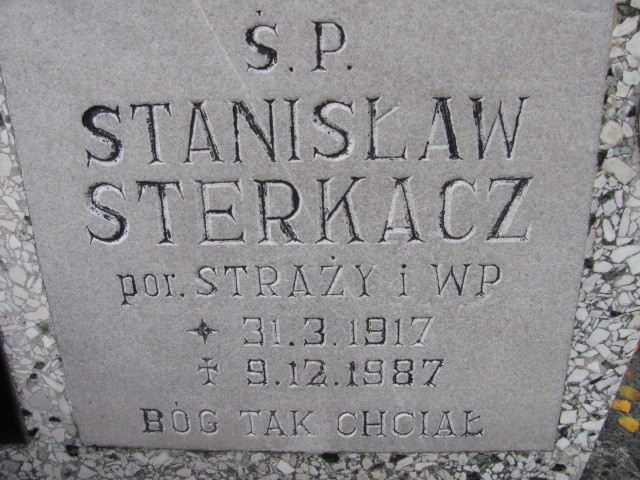 Ś.P.
STANISŁAW
STERKACZ
por. STRAŻY i WP
31.3.1917
9.12.1987
BÓG TAK CHCIAŁ